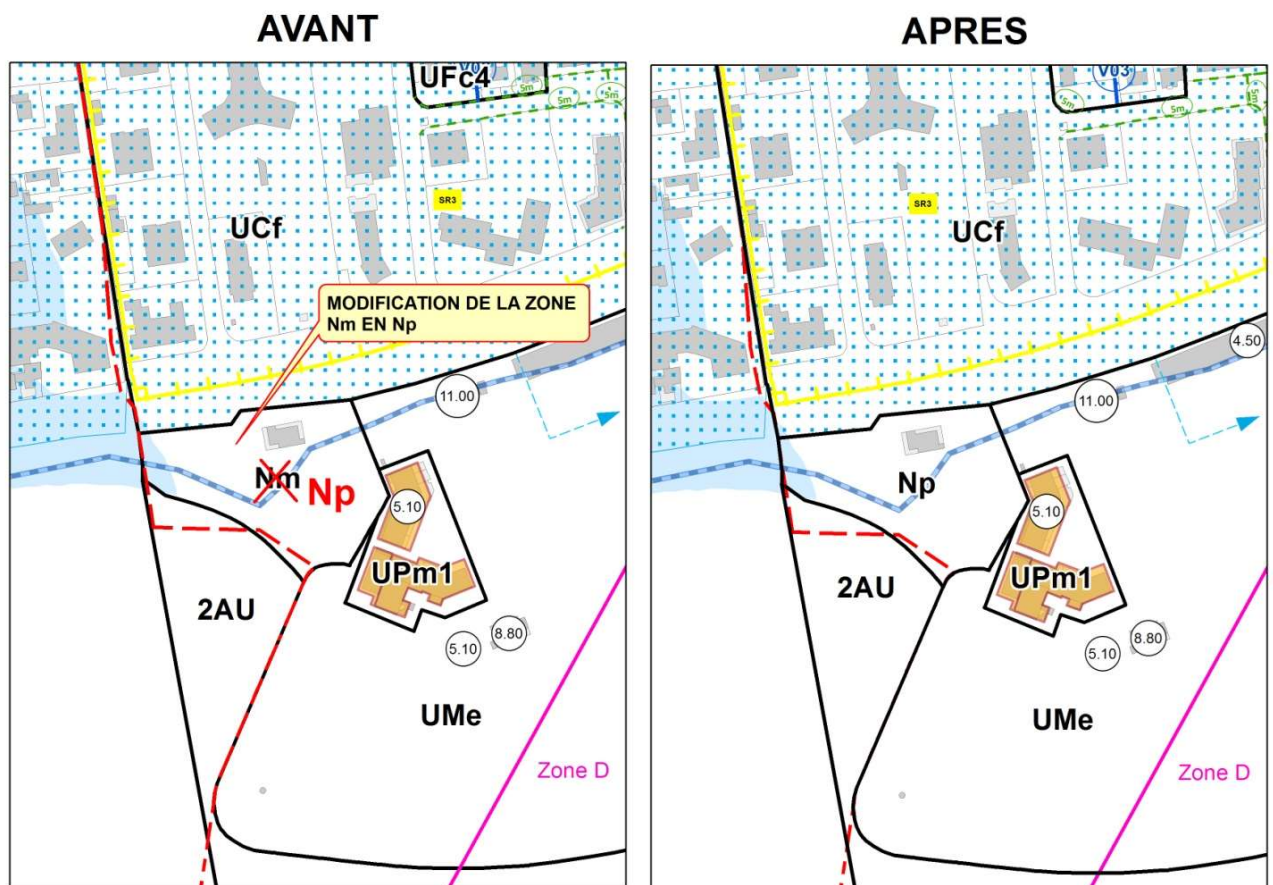 AVANT
UFc4
5m
5m
5m
SR3
UCf
MODIFICATION DE LA ZONE
Nm EN Np
11.00
Nm
Np
5.10
UPm1
2AU
8.80
5.10
UMe
Zone D
APRES
V03
5m
5m
5m
SR3
UCf
4.50
11.00
Np
5.10
UPm1
2AU
8.80
5.10
UMe
Zone D